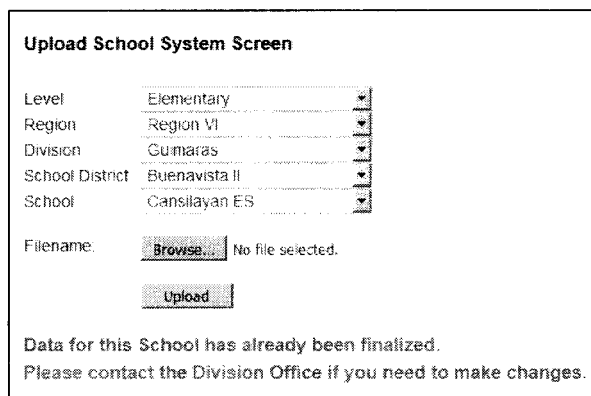 Upload School System Screen
Level Elementary
Region Region VI
Division Guimaras
School District Buenavista II
School Cansilayan ES
Filename: Browse... No file selected.
Upload
Data for this School has already been finalized.
Please contact the Division Office if you need to make changes.